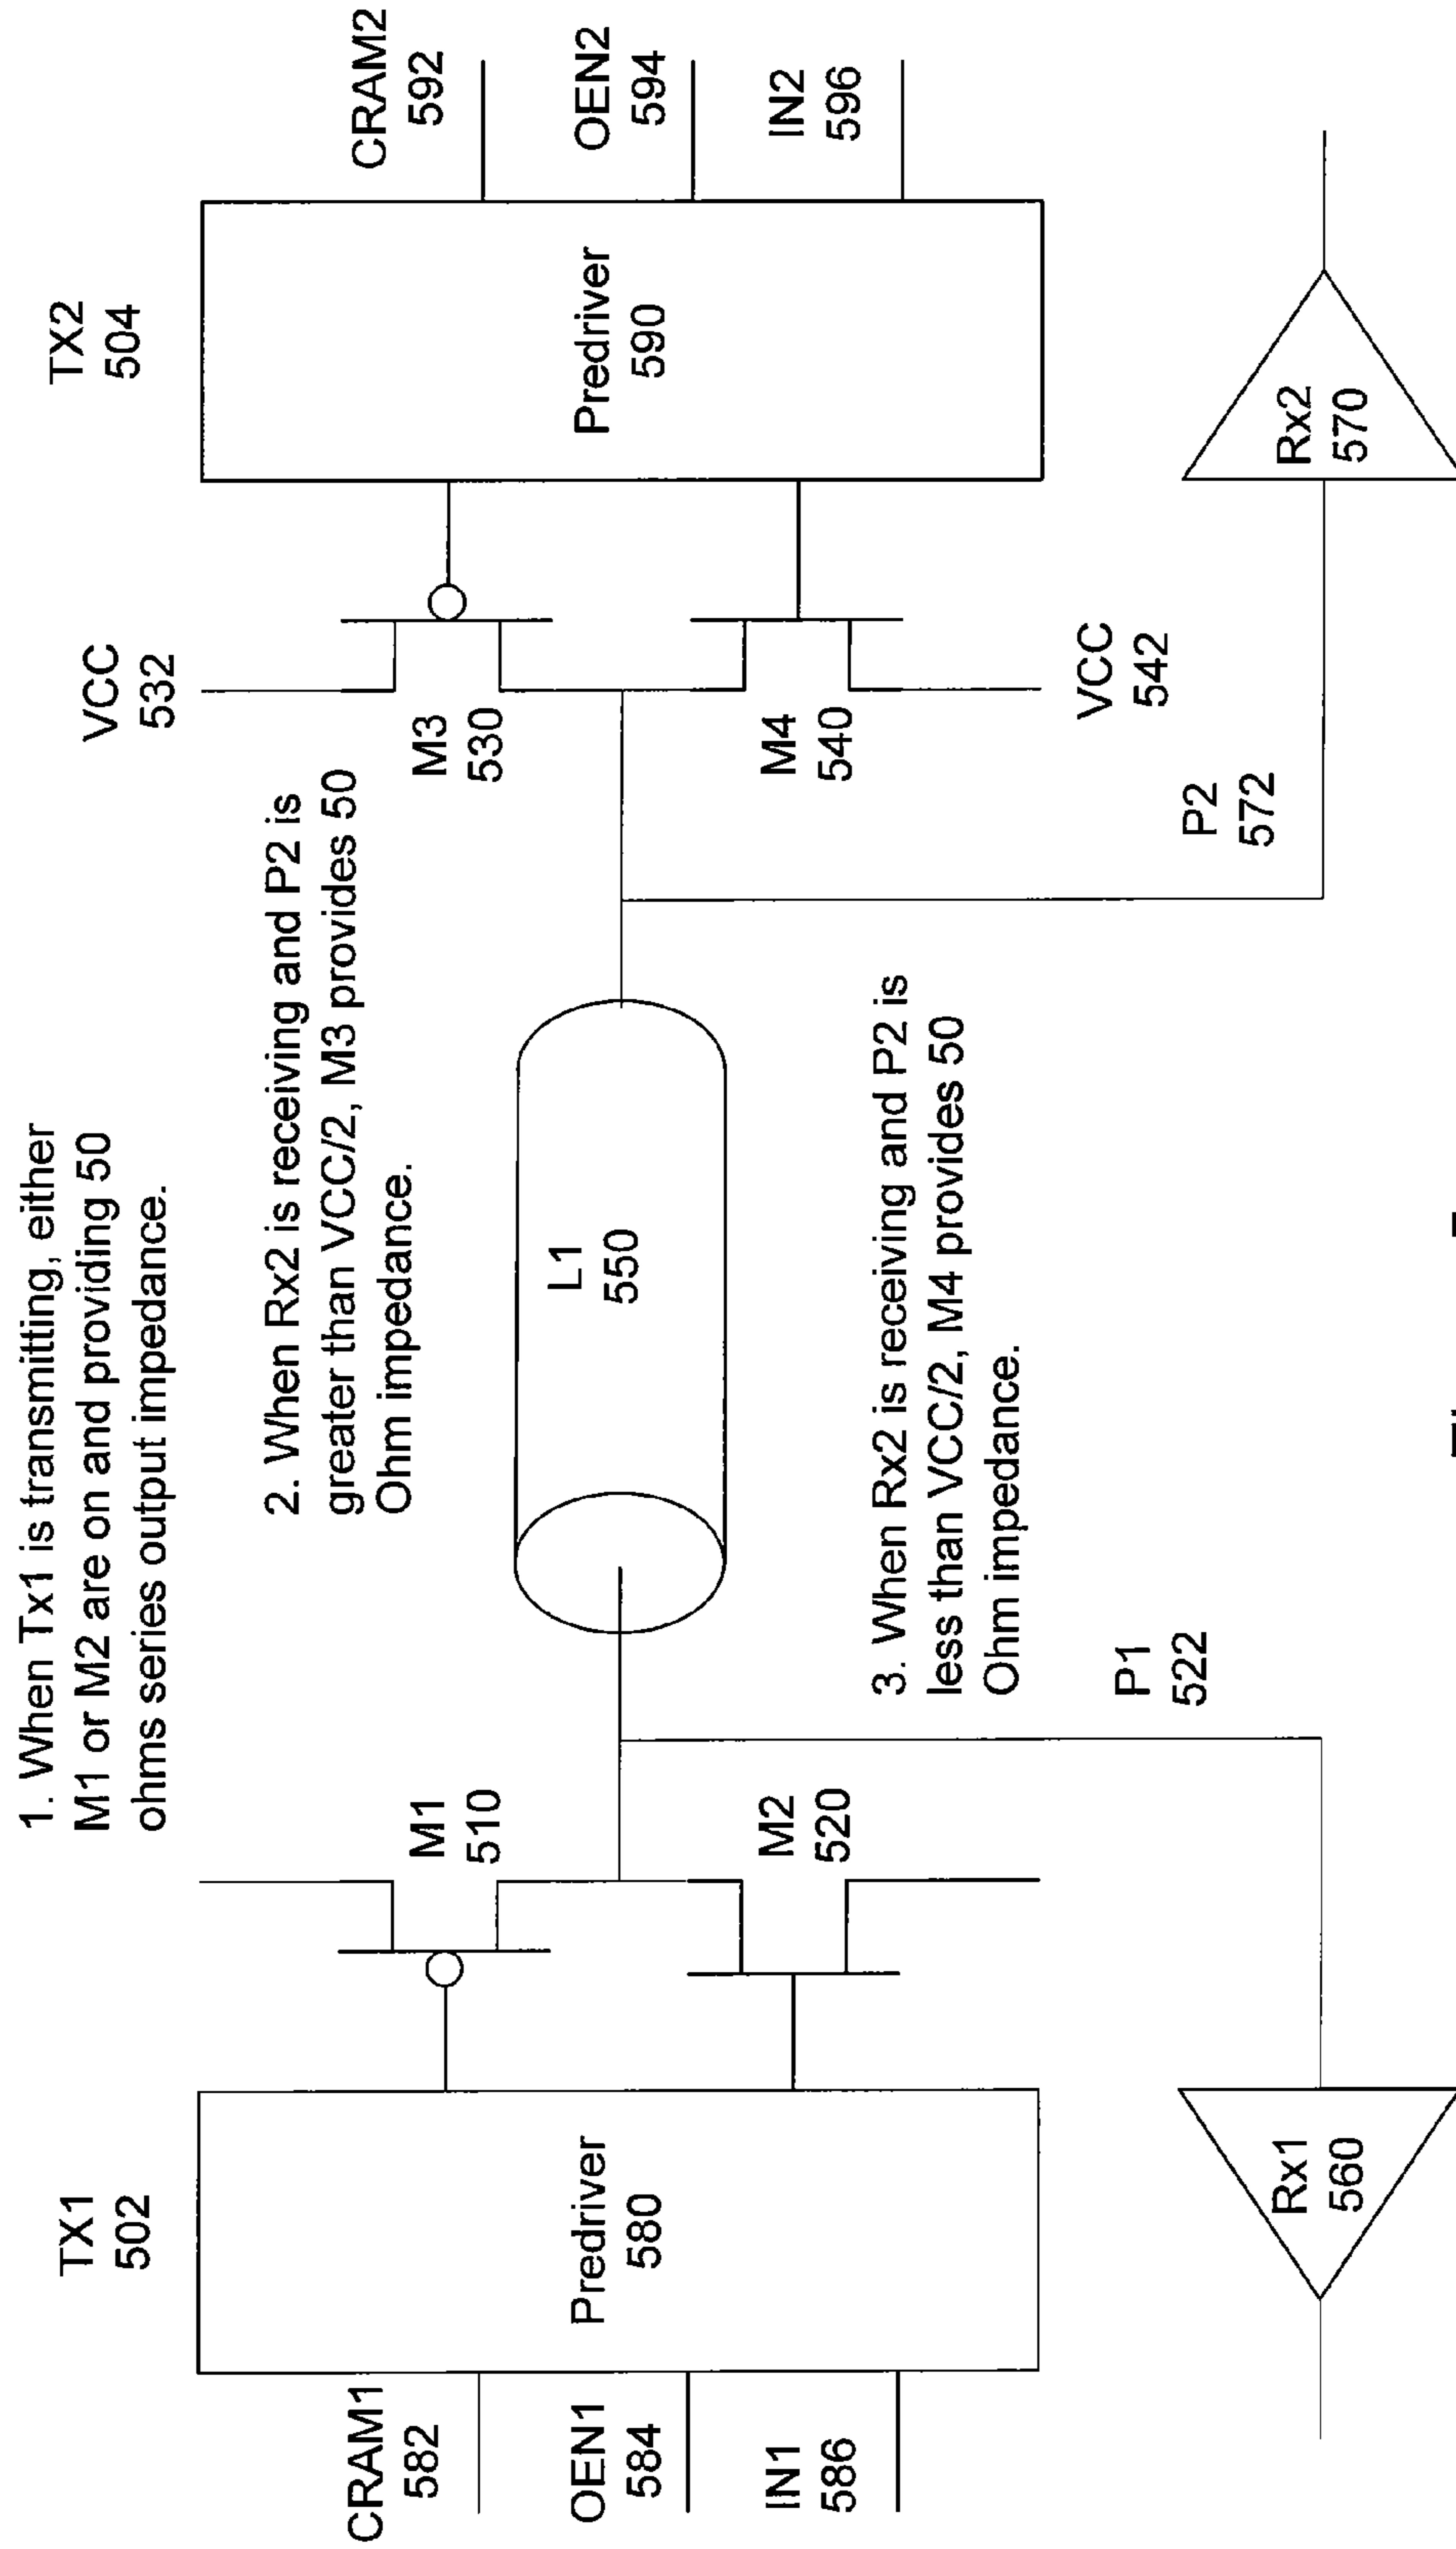 1. When Tx1 is transmitting, either
M1 or M2 are on and providing 50
ohms series output impedance.
TX1
502
TX2
504
VCC
532
2. When Rx2 is receiving and P2 is
greater than VCC/2, M3 provides 50
Ohm impedance.
CRAM1
582
OEN1
584
IN1
586
Predriver
580
M1
510
M2
520
L1
550
M3
530
M4
540
Predriver
590
CRAM2
592
OEN2
594
IN2
596
3. When Rx2 is receiving and P2 is
less than VCC/2, M4 provides 50
Ohm impedance.
VCC
542
P1
522
P2
572
Rx1
560
Rx2
570